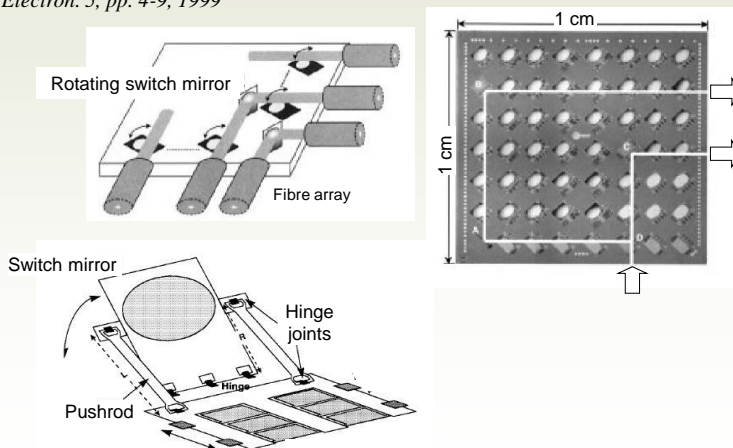 Electron. 5, pp. 4-9, 1999
Rotating switch mirror
Fibre array
1 cm
1 cm
B
C
A
D
Switch mirror
Hinge
joints
R
Hinge
Pushrod